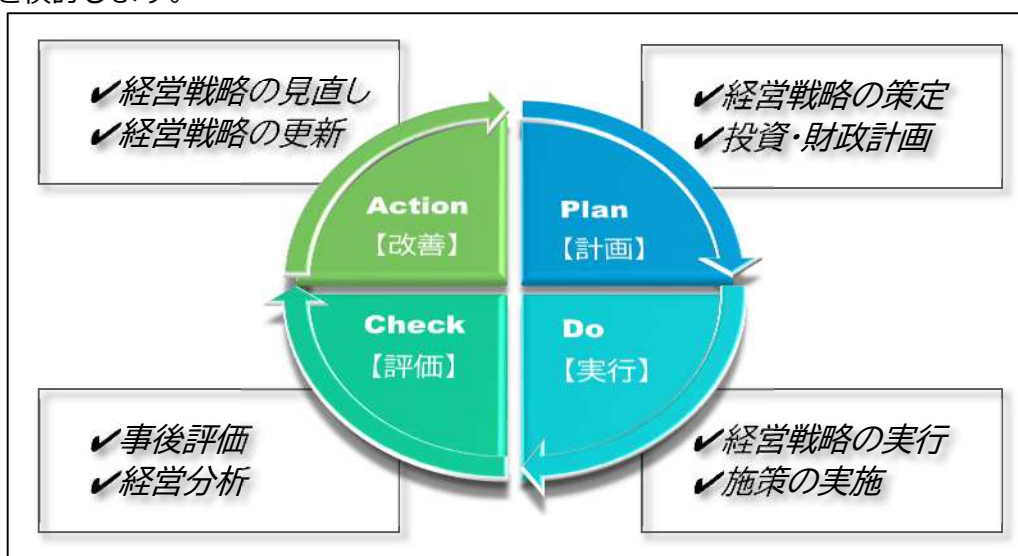 を検討します。
✔経営戦略の見直し
✔経営戦略の更新
✔経営戦略の策定
✔投資・財政計画
Action
【改善】
Plan
【計画】
Check
【評価】
Do
【実行】
✔事後評価
✔経営分析
✔経営戦略の実行
✔施策の実施